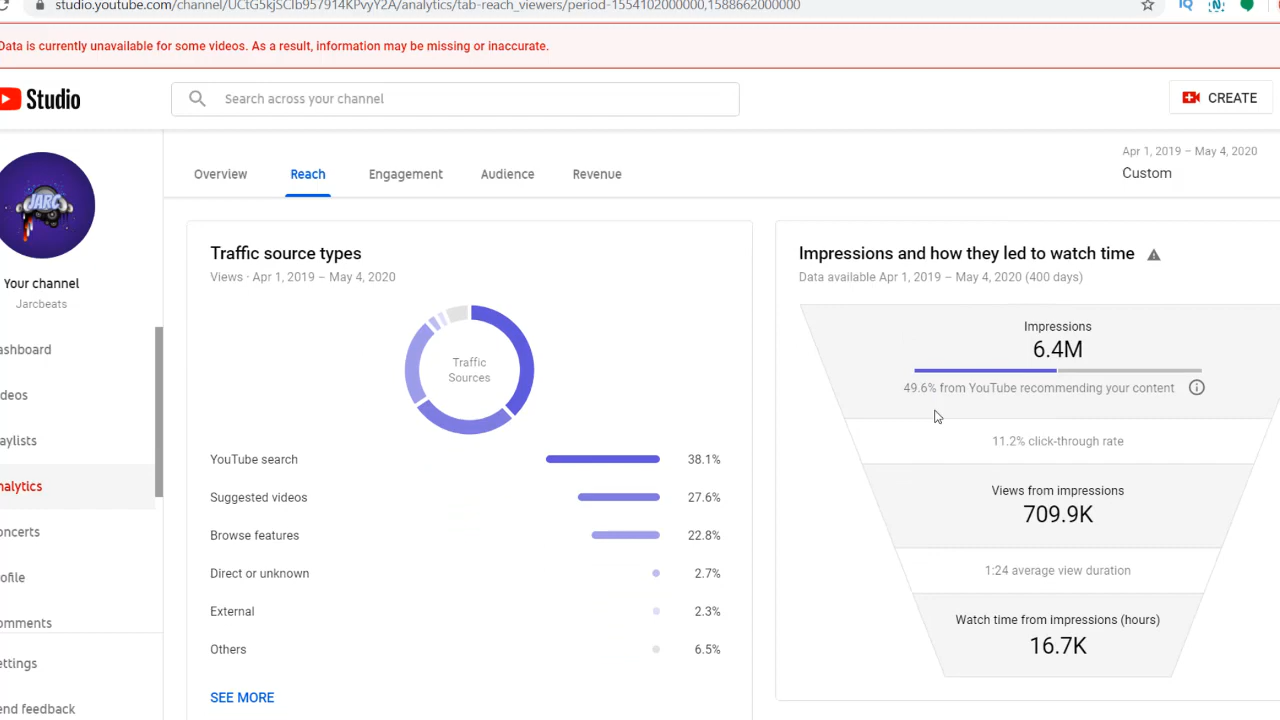 studio.youtube.com/channel/UCtG5kjSCIb957914KPvyY2A/analytics/tab-reach_viewers/period-1554102000000,1588662000000
Data is currently unavailable for some videos. As a result, information may be missing or inaccurate.
Studio
Search across your channel
CREATE
JARC
Your channel
Jarcbeats
ashboard
deos
aylists
nalytics
oncerts
ofile
omments
ettings
end feedback
Overview
Reach
Engagement
Audience
Revenue
Apr 1, 2019 – May 4, 2020
Custom
Traffic source types
Views · Apr 1, 2019 – May 4, 2020
Traffic
Sources
YouTube search 38.1%
Suggested videos 27.6%
Browse features 22.8%
Direct or unknown 2.7%
External 2.3%
Others 6.5%
SEE MORE
Impressions and how they led to watch time
Data available Apr 1, 2019 – May 4, 2020 (400 days)
Impressions
6.4M
49.6% from YouTube recommending your content
11.2% click-through rate
Views from impressions
709.9K
1:24 average view duration
Watch time from impressions (hours)
16.7K